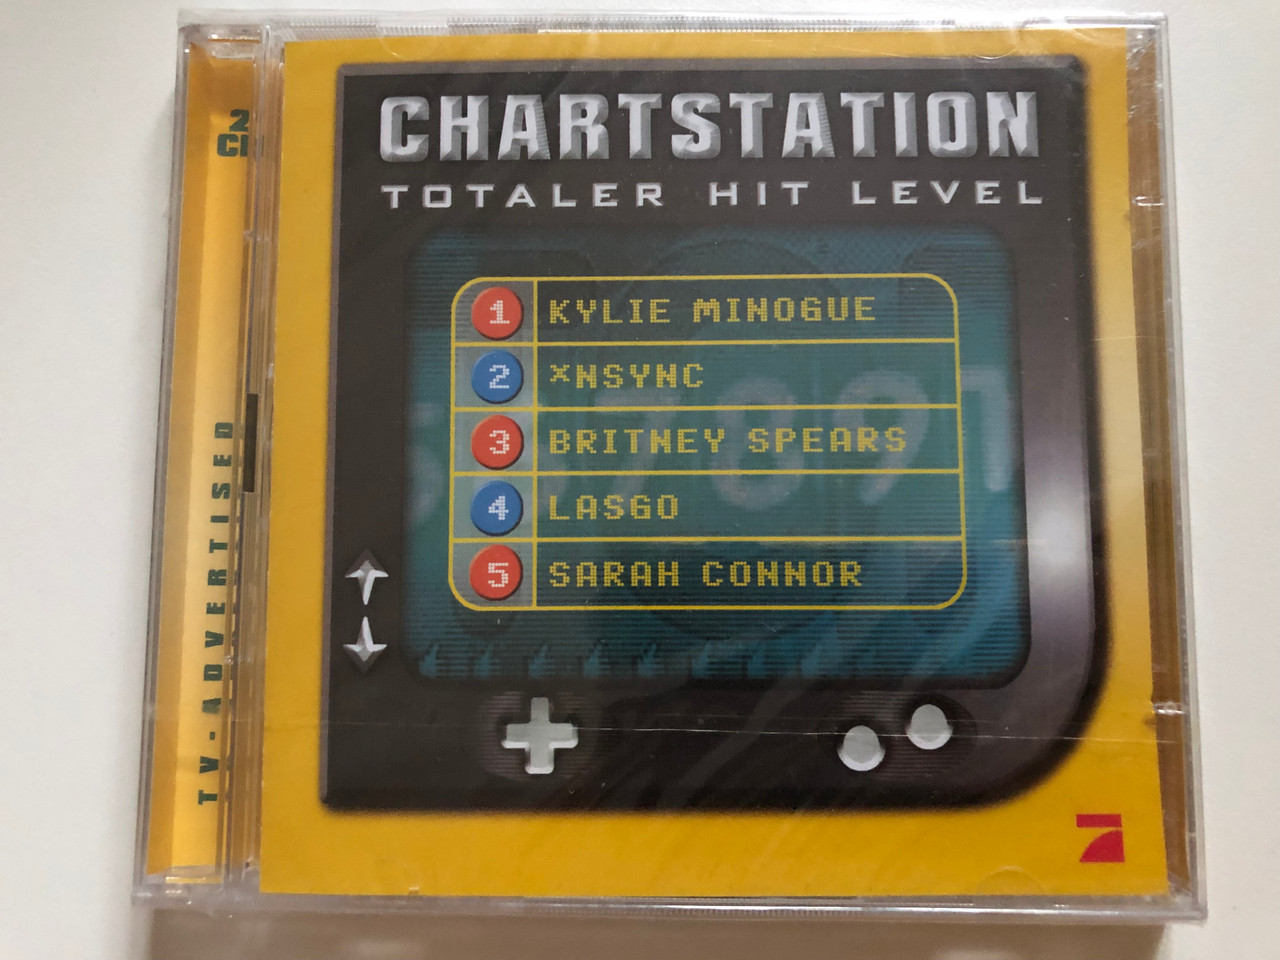 CHARTSTATION
TOTALER HIT LEVEL
1 KYLIE MINOGUE
2 *NSYNC
3 BRITNEY SPEARS
4 LASGO
5 SARAH CONNOR
2
CD
TV-ADVERTISED
7